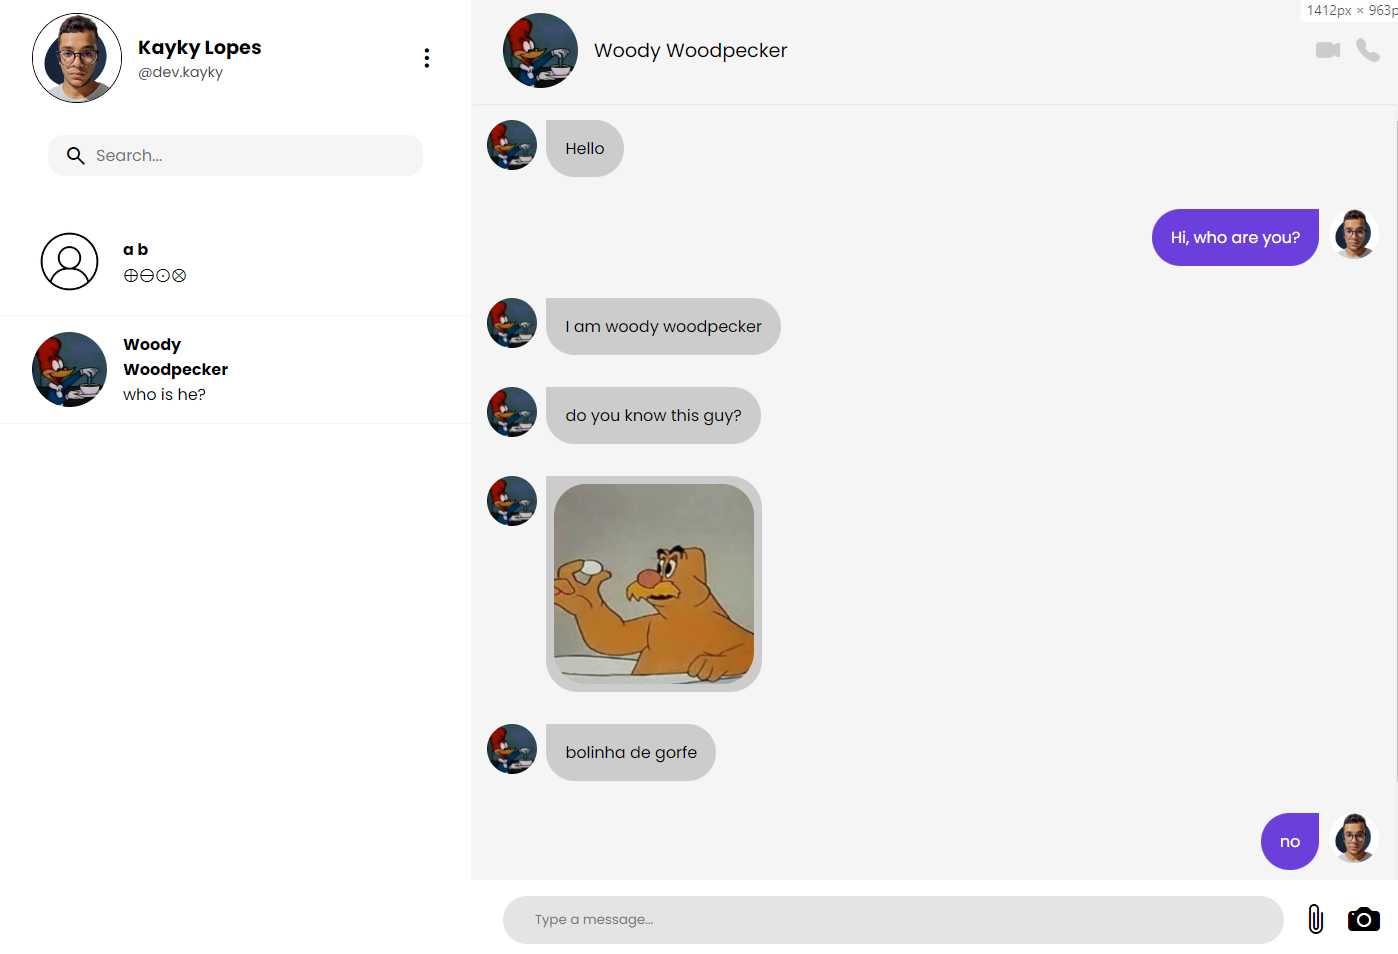 Kayky Lopes
@dev.kayky
Search...
a b
⊕⊖⊙⊗
Woody
Woodpecker
who is he?
1412px × 963p
Woody Woodpecker
Hello
Hi, who are you?
I am woody woodpecker
do you know this guy?
bolinha de gorfe
no
Type a message...